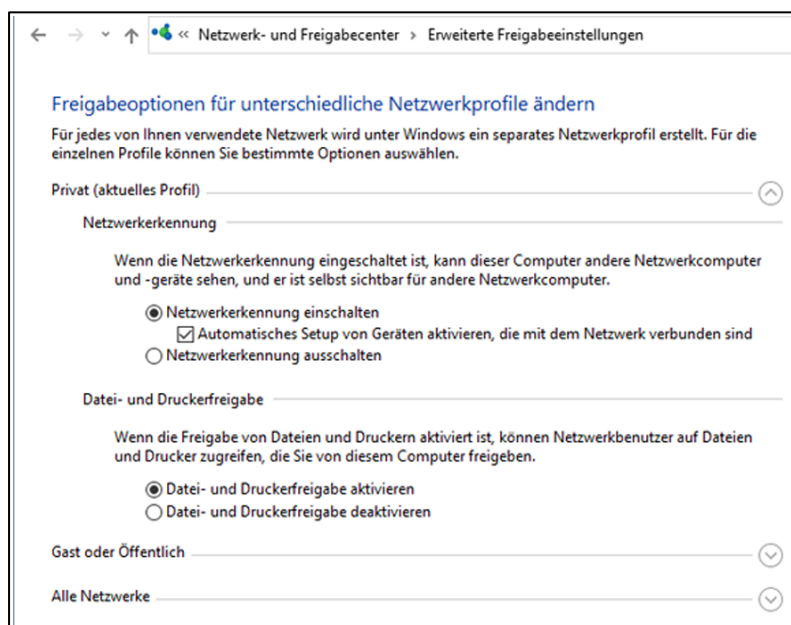 « Netzwerk- und Freigabecenter > Erweiterte Freigabeeinstellungen
Freigabeoptionen für unterschiedliche Netzwerkprofile ändern
Für jedes von Ihnen verwendete Netzwerk wird unter Windows ein separates Netzwerkprofil erstellt. Für die
einzelnen Profile können Sie bestimmte Optionen auswählen.
Privat (aktuelles Profil)
Netzwerkerkennung
Wenn die Netzwerkerkennung eingeschaltet ist, kann dieser Computer andere Netzwerkcomputer
und -geräte sehen, und er ist selbst sichtbar für andere Netzwerkcomputer.
Netzwerkerkennung einschalten
Automatisches Setup von Geräten aktivieren, die mit dem Netzwerk verbunden sind
Netzwerkerkennung ausschalten
Datei- und Druckerfreigabe
Wenn die Freigabe von Dateien und Druckern aktiviert ist, können Netzwerkbenutzer auf Dateien
und Drucker zugreifen, die Sie von diesem Computer freigeben.
Datei- und Druckerfreigabe aktivieren
Datei- und Druckerfreigabe deaktivieren
Gast oder Öffentlich
Alle Netzwerke